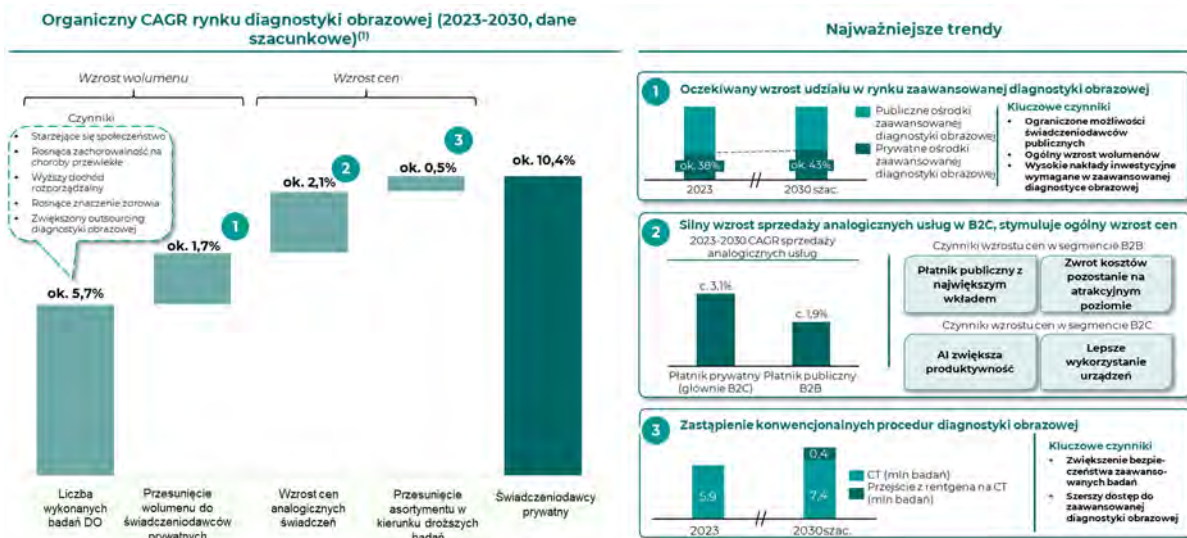 Organiczny CAGR rynku diagnostyki obrazowej (2023-2030, dane
szacunkowe)(1)
Wzrost wolumenu
Wzrost cen
Czynniki
• Starzejące się społeczeństwo
• Rosnąca zachorowalność na
choroby przewlekłe
• Wyższy dochód
rozporządzalny
• Rosnące znaczenie zdrowia
• Zwiększony outsourcing
diagnostyki obrazowej
ok. 5,7%
ok. 1,7%
1
ok. 2,1%
2
ok. 0,5%
3
ok. 10,4%
Liczba
wykonanych
badań DO
Przesunięcie
wolumenu do
świadczeniodawców
prywatnych
Wzrost cen
analogicznych
świadczeń
Przesunięcie
asortymentu w
kierunku droższych
badań
Świadczeniodawcy
prywatny
Najważniejsze trendy
1
Oczekiwany wzrost udziału w rynku zaawansowanej diagnostyki obrazowej
ok. 38%
ok. 43%
2023
//
2030 szac.
Publiczne ośrodki
zaawansowanej
diagnostyki obrazowej
Prywatne ośrodki
zaawansowanej
diagnostyki obrazowej
Kluczowe czynniki
• Ograniczone możliwości
świadczeniodawców
publicznych
• Ogólny wzrost wolumenów
• Wysokie nakłady inwestycyjne
wymagane w zaawansowanej
diagnostyce obrazowej
2
Silny wzrost sprzedaży analogicznych usług w B2C, stymuluje ogólny wzrost cen
2023-2030 CAGR sprzedaży
analogicznych usług
c. 3,1%
c. 1,9%
Płatnik prywatny
(głównie B2C)
Płatnik publiczny
B2B
Czynniki wzrostu cen w segmencie B2B
Płatnik publiczny z
największym
wkładem
Zwrot kosztów
pozostanie na
atrakcyjnym
poziomie
Czynniki wzrostu cen w segmencie B2C
AI zwiększa
produktywność
Lepsze
wykorzystanie
urządzeń
3
Zastąpienie konwencjonalnych procedur diagnostyki obrazowej
5,9
0,4
7,4
2023
//
2030szac.
CT (mln badań)
Przejście z rentgena na CT
(mln badań)
Kluczowe czynniki
• Zwiększenie bezpie-
czeństwa zaawanso-
wanych badań
• Szerszy dostęp do
zaawansowanej
diagnostyki obrazowej